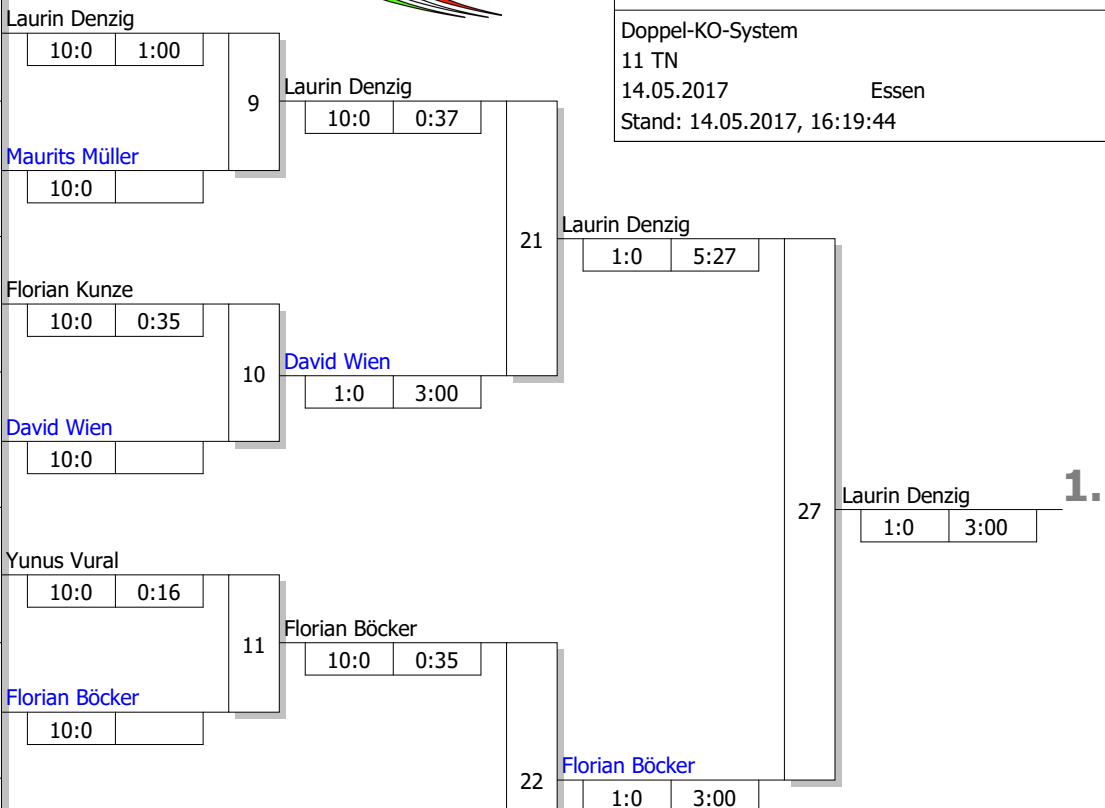 Laurin Denzig
10:0 1:00
9
Maurits Müller
10:0
Florian Kunze
10:0 0:35
10
David Wien
10:0
Yunus Vural
10:0 0:16
11
Florian Böcker
10:0
Laurin Denzig
10:0 0:37
21
David Wien
1:0 3:00
Florian Böcker
10:0 0:35
22
Laurin Denzig
1:0 5:27
27
Florian Böcker
1:0 3:00
Laurin Denzig 1.
1:0 3:00
Doppel-KO-System
11 TN
14.05.2017 Essen
Stand: 14.05.2017, 16:19:44